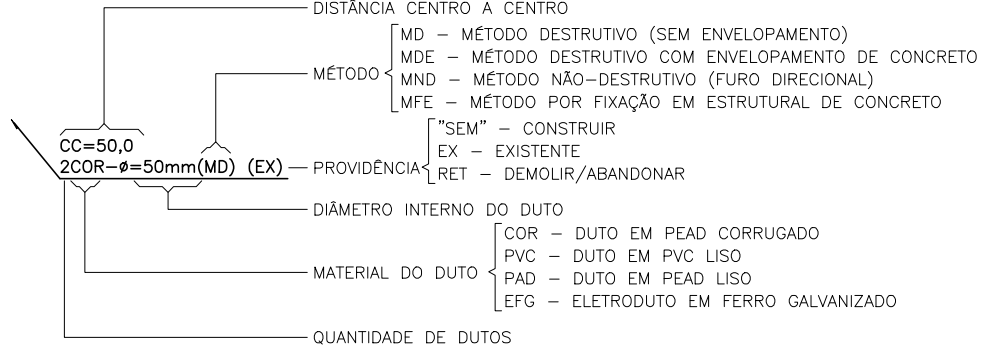 DISTÂNCIA CENTRO A CENTRO
MD – MÉTODO DESTRUTIVO (SEM ENVELOPAMENTO)
MDE – MÉTODO DESTRUTIVO COM ENVELOPAMENTO DE CONCRETO
MÉTODO
MND – MÉTODO NÃO–DESTRUTIVO (FURO DIRECIONAL)
MFE – MÉTODO POR FIXAÇÃO EM ESTRUTURAL DE CONCRETO
CC=50,0
2COR–ø=50mm(MD) (EX)
PROVIDÊNCIA
"SEM" – CONSTRUIR
EX – EXISTENTE
RET – DEMOLIR/ABANDONAR
DIÂMETRO INTERNO DO DUTO
MATERIAL DO DUTO
COR – DUTO EM PEAD CORRUGADO
PVC – DUTO EM PVC LISO
PAD – DUTO EM PEAD LISO
EFG – ELETRODUTO EM FERRO GALVANIZADO
QUANTIDADE DE DUTOS